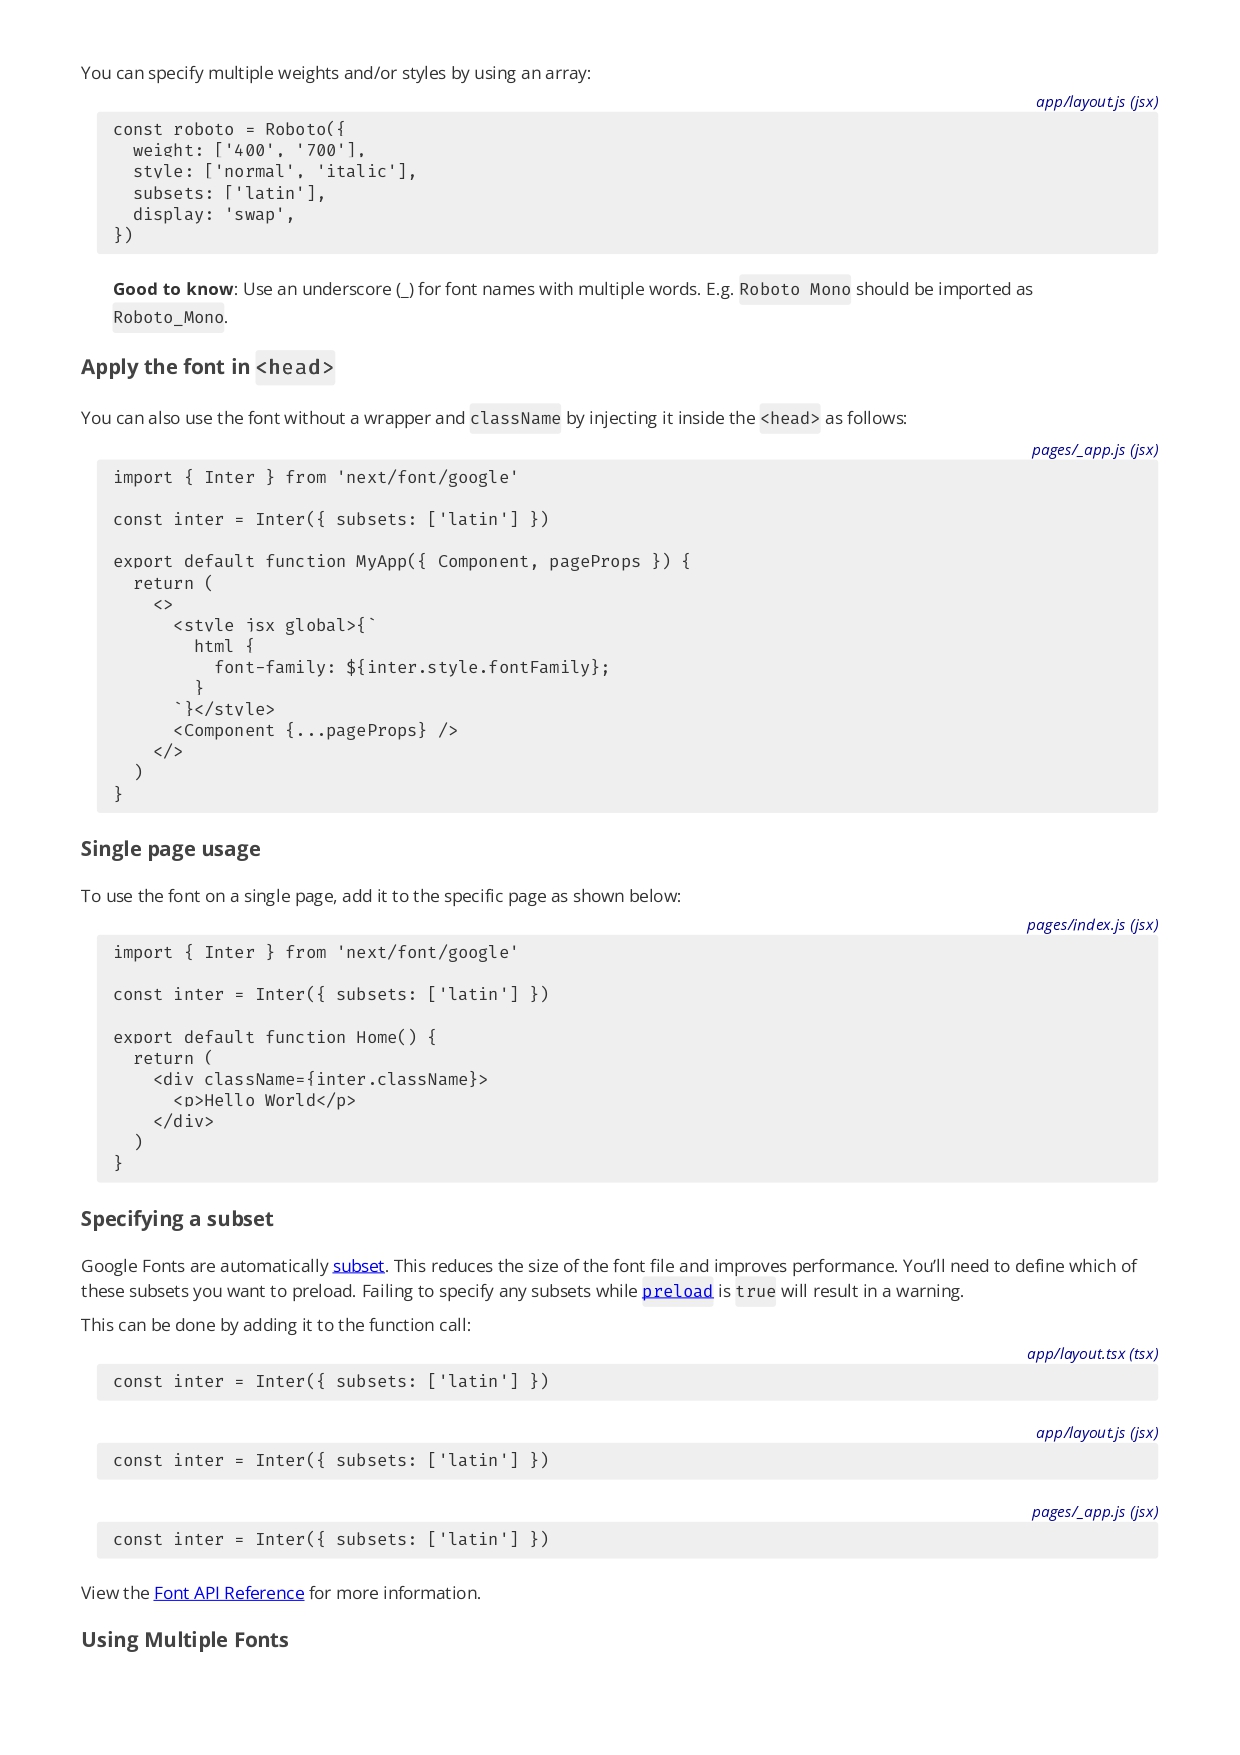 You can specify multiple weights and/or styles by using an array:
app/layout.js (jsx)
const roboto = Roboto({
  weight: ['400', '700'],
  style: ['normal', 'italic'],
  subsets: ['latin'],
  display: 'swap',
})
Good to know: Use an underscore (_) for font names with multiple words. E.g. Roboto Mono should be imported as
Roboto_Mono.
Apply the font in <head>
You can also use the font without a wrapper and className by injecting it inside the <head> as follows:
pages/_app.js (jsx)
import { Inter } from 'next/font/google'
const inter = Inter({ subsets: ['latin'] })
export default function MyApp({ Component, pageProps }) {
  return (
    <>
      <style jsx global>{`
        html {
          font-family: ${inter.style.fontFamily};
        }
      `}</style>
      <Component {...pageProps} />
    </>
  )
}
Single page usage
To use the font on a single page, add it to the specific page as shown below:
pages/index.js (jsx)
import { Inter } from 'next/font/google'
const inter = Inter({ subsets: ['latin'] })
export default function Home() {
  return (
    <div className={inter.className}>
      <p>Hello World</p>
    </div>
  )
}
Specifying a subset
Google Fonts are automatically subset. This reduces the size of the font file and improves performance. You’ll need to define which of
these subsets you want to preload. Failing to specify any subsets while preload is true will result in a warning.
This can be done by adding it to the function call:
app/layout.tsx (tsx)
const inter = Inter({ subsets: ['latin'] })
app/layout.js (jsx)
const inter = Inter({ subsets: ['latin'] })
pages/_app.js (jsx)
const inter = Inter({ subsets: ['latin'] })
View the Font API Reference for more information.
Using Multiple Fonts